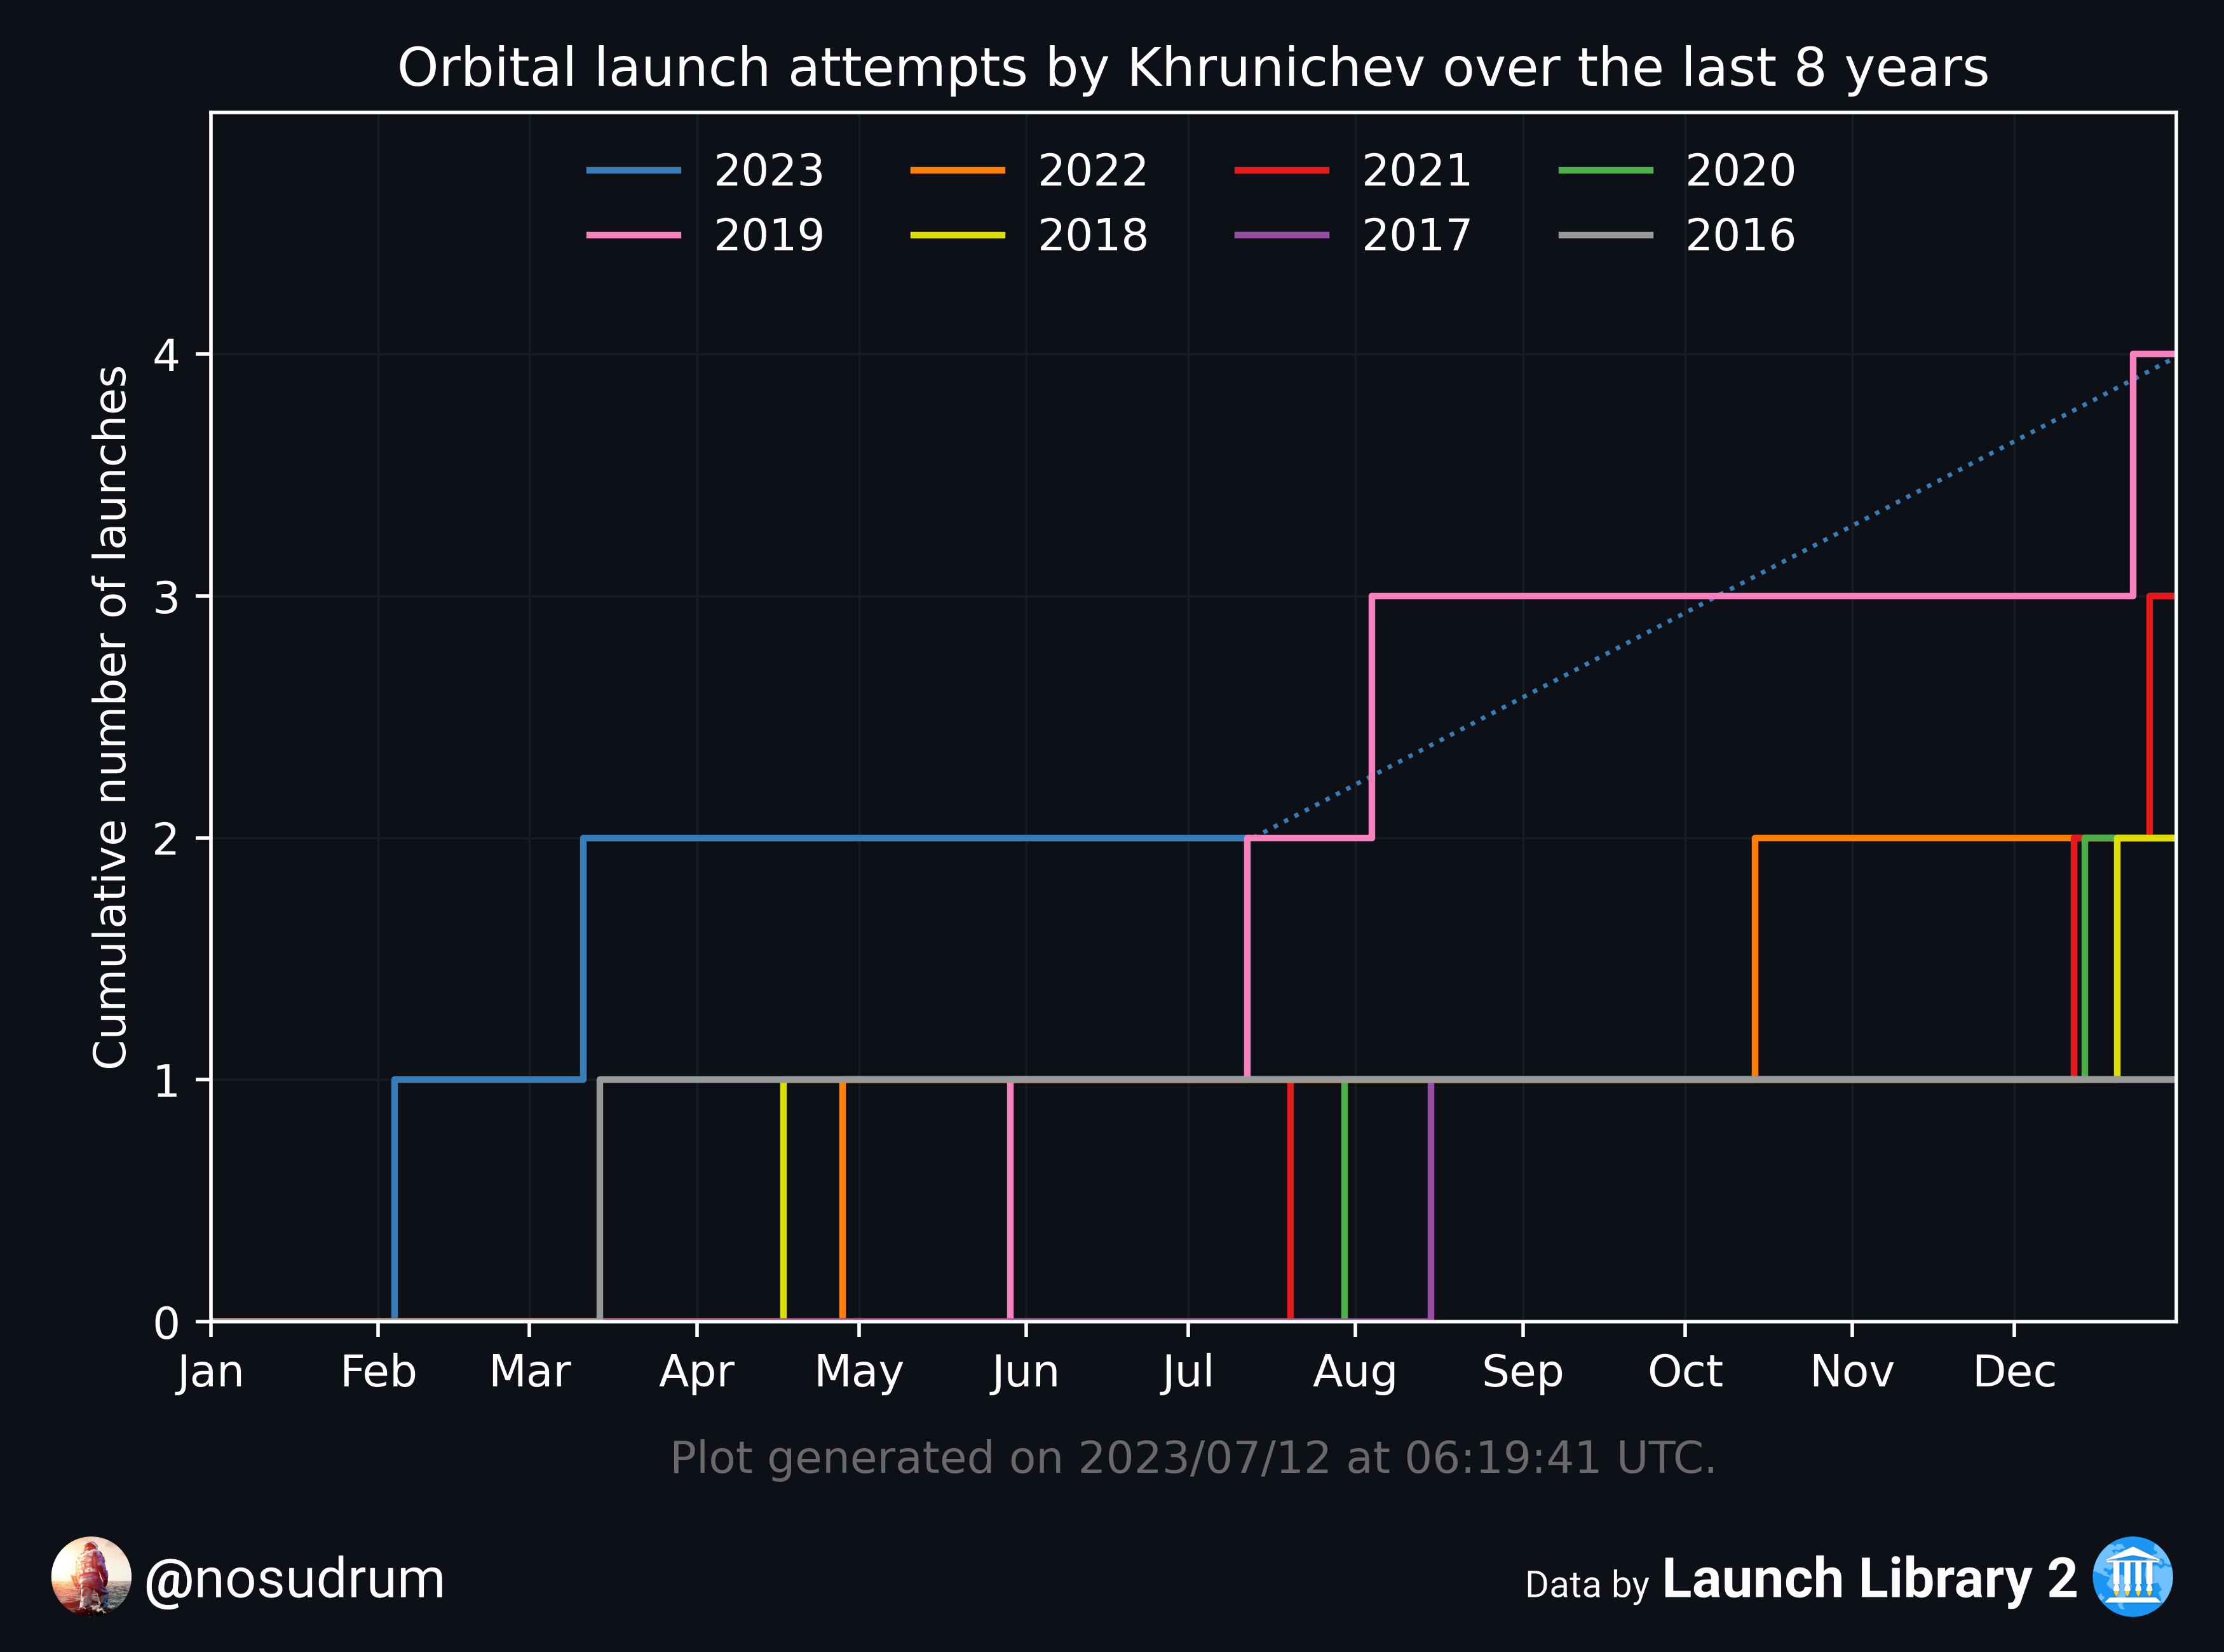 Orbital launch attempts by Khrunichev over the last 8 years
2023 2022 2021 2020
2019 2018 2017 2016
Cumulative number of launches
4
3
2
1
0
Jan Feb Mar Apr May Jun Jul Aug Sep Oct Nov Dec
Plot generated on 2023/07/12 at 06:19:41 UTC.
@nosudrum
Data by Launch Library 2